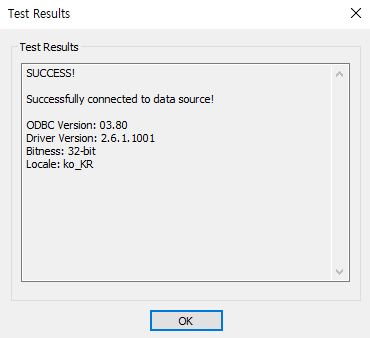 Test Results
Test Results
SUCCESS!
Successfully connected to data source!
ODBC Version: 03.80
Driver Version: 2.6.1.1001
Bitness: 32-bit
Locale: ko_KR
OK